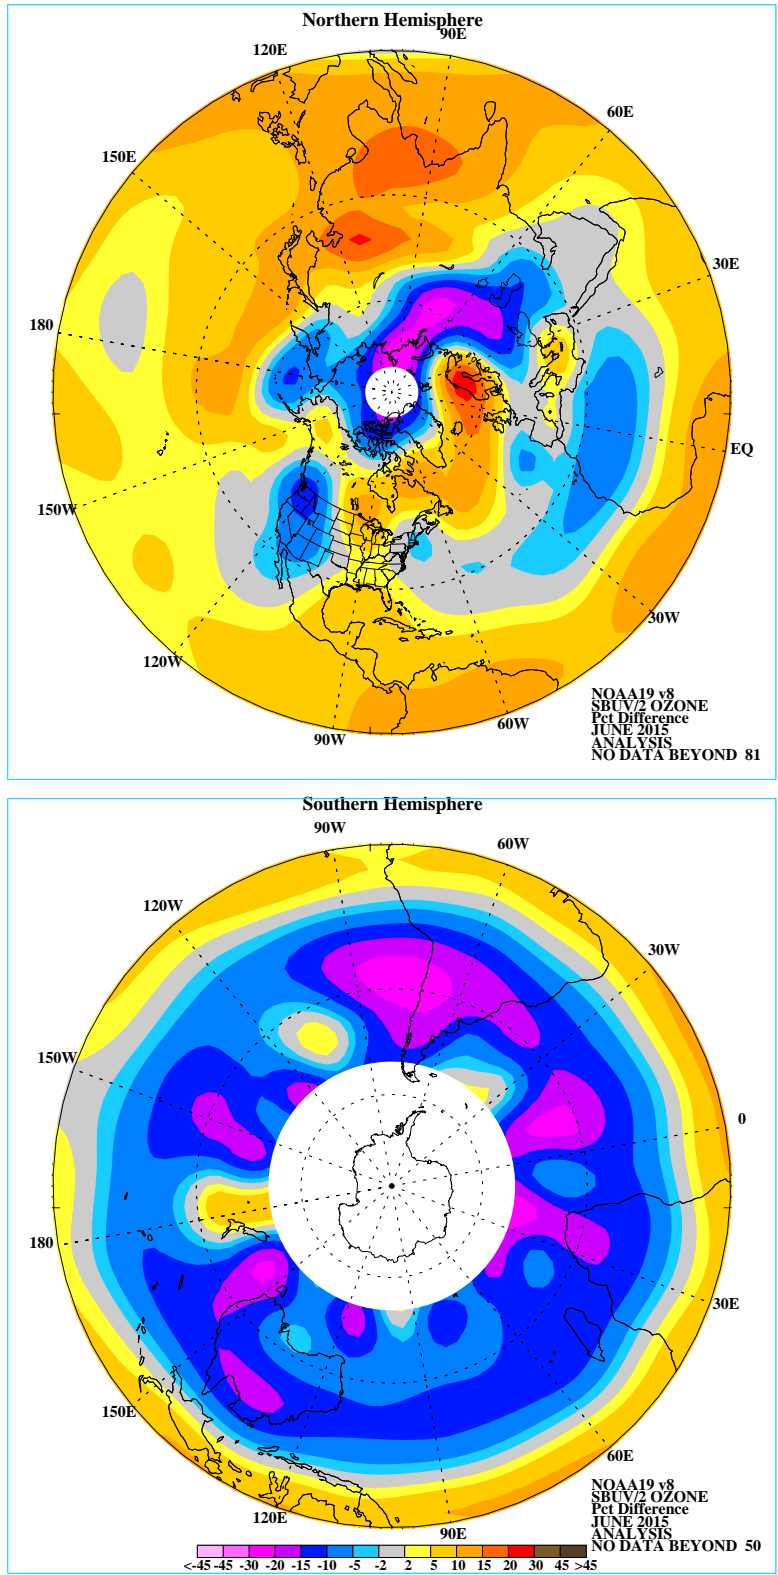 Northern Hemisphere
90E
120E
60E
150E
30E
180
EQ
150W
30W
120W
60W
90W
NOAA19 v8
SBUV/2 OZONE
Pct Difference
JUNE 2015
ANALYSIS
NO DATA BEYOND 81
Southern Hemisphere
90W
60W
120W
30W
150W
0
180
30E
150E
60E
120E
90E
NOAA19 v8
SBUV/2 OZONE
Pct Difference
JUNE 2015
ANALYSIS
NO DATA BEYOND 50
<-45 -45 -30 -20 -15 -10 -5 -2 2 5 10 15 20 30 45 >45